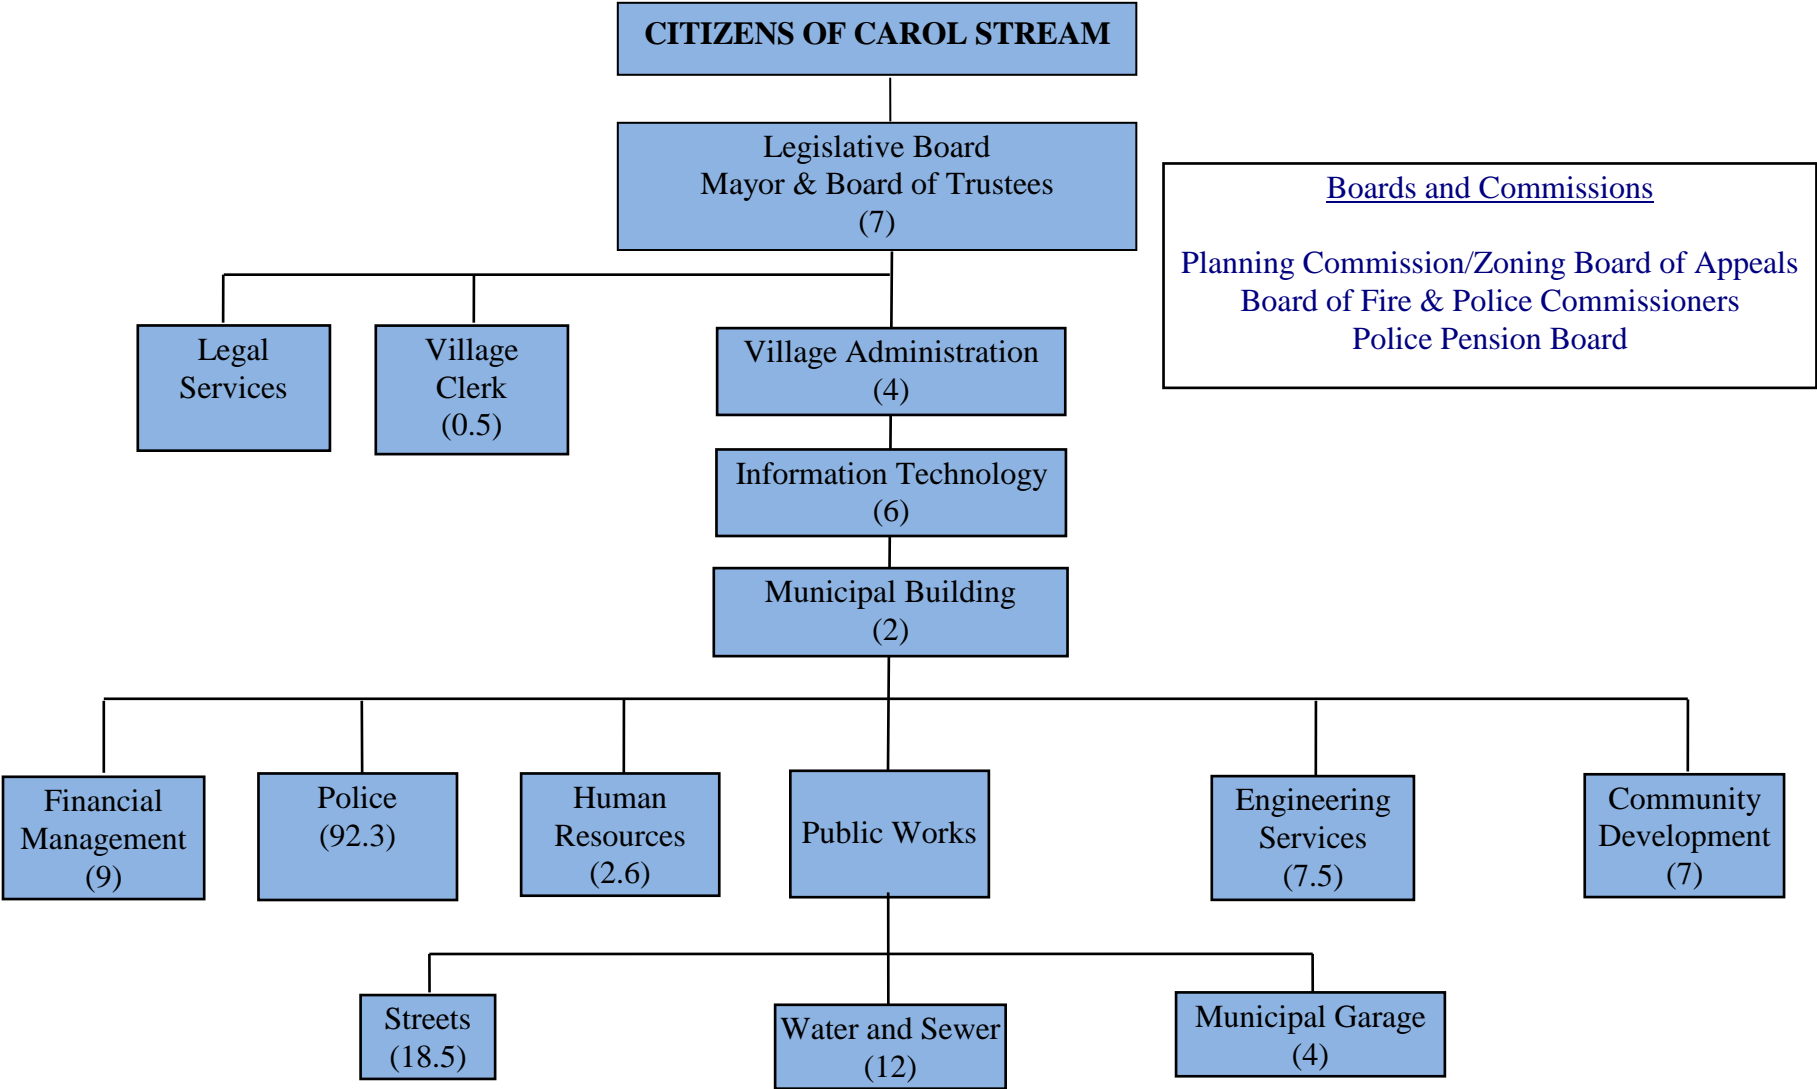 CITIZENS OF CAROL STREAM
Legislative Board
Mayor & Board of Trustees
(7)
Boards and Commissions
Planning Commission/Zoning Board of Appeals
Board of Fire & Police Commissioners
Police Pension Board
Legal
Services
Village
Clerk
(0.5)
Village Administration
(4)
Information Technology
(6)
Municipal Building
(2)
Financial
Management
(9)
Police
(92.3)
Human
Resources
(2.6)
Public Works
Engineering
Services
(7.5)
Community
Development
(7)
Streets
(18.5)
Water and Sewer
(12)
Municipal Garage
(4)